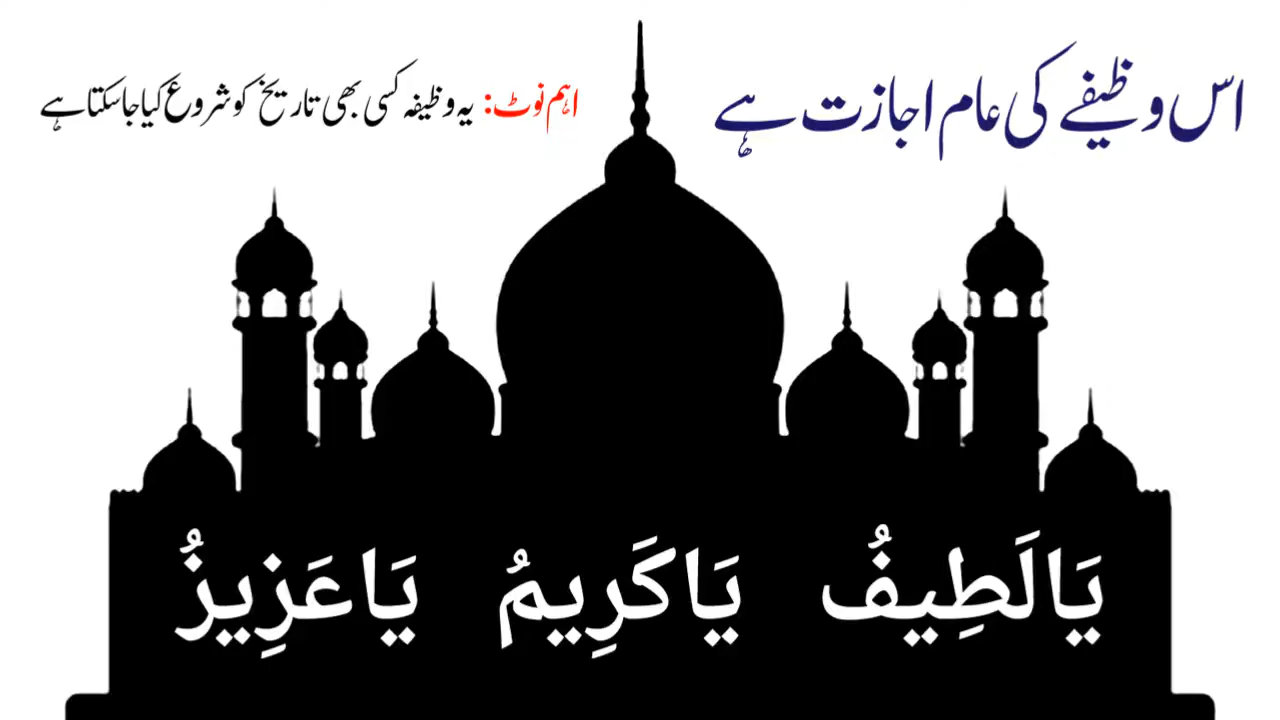 اس وظیفے کی عام اجازت ہے
اہم نوٹ: یہ وظیفہ کسی بھی تاریخ کو شروع کیا جاسکتا ہے
يَالَطِيفُ يَاكَرِيمُ يَاعَزِيزُ